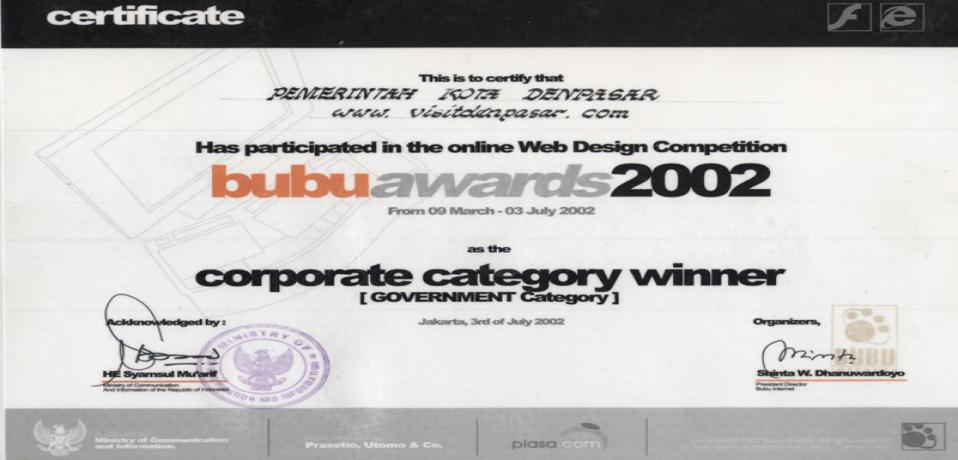 certificate
This is to certify that
PEMERINTAH KOTA DENPASAR
www. visitdenpasar. com
Has participated in the online Web Design Competition
bubuawards2002
From 09 March - 03 July 2002
as the
corporate category winner
[ GOVERNMENT Category ]
Jakarta, 3rd of July 2002
Ackknowledged by :
HE Syamsul Mu'arif
Ministry of Communication
And Information of the Republic of Indonesia
MINISTRY OF
Organizers,
BUBU
Shinta W. Dhanuwardoyo
President Director
Bubu Internet
Ministry of Communication
and Information.
Prasetio, Utomo & Co.
plasa.com